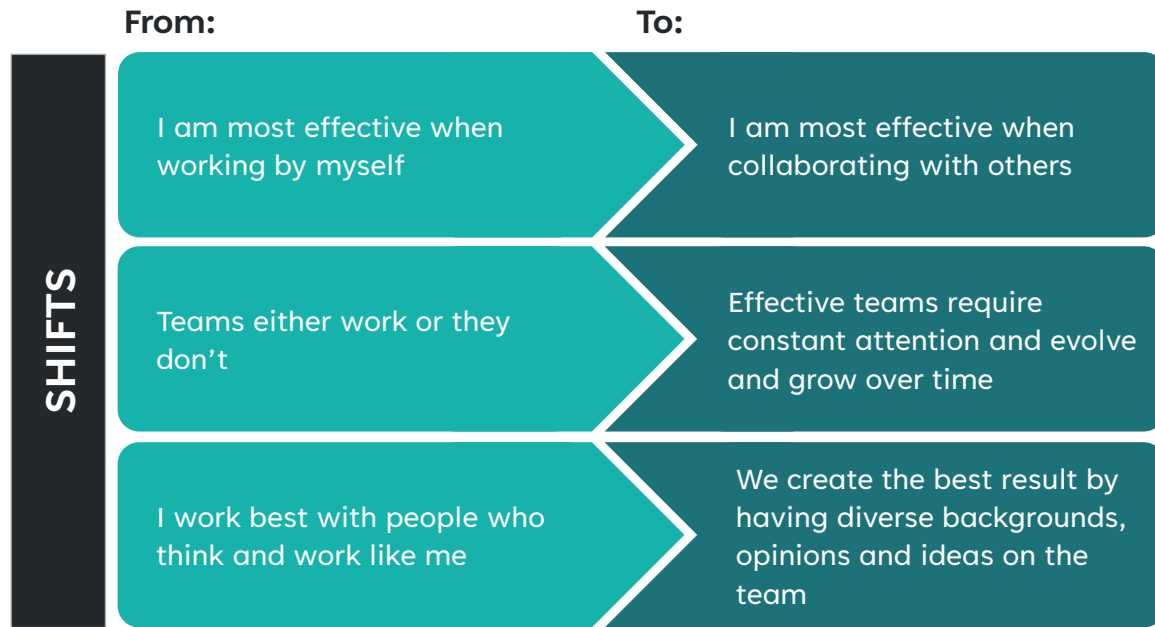 From:
To:
SHIFTS
I am most effective when
working by myself
I am most effective when
collaborating with others
Teams either work or they
don’t
Effective teams require
constant attention and evolve
and grow over time
I work best with people who
think and work like me
We create the best result by
having diverse backgrounds,
opinions and ideas on the
team